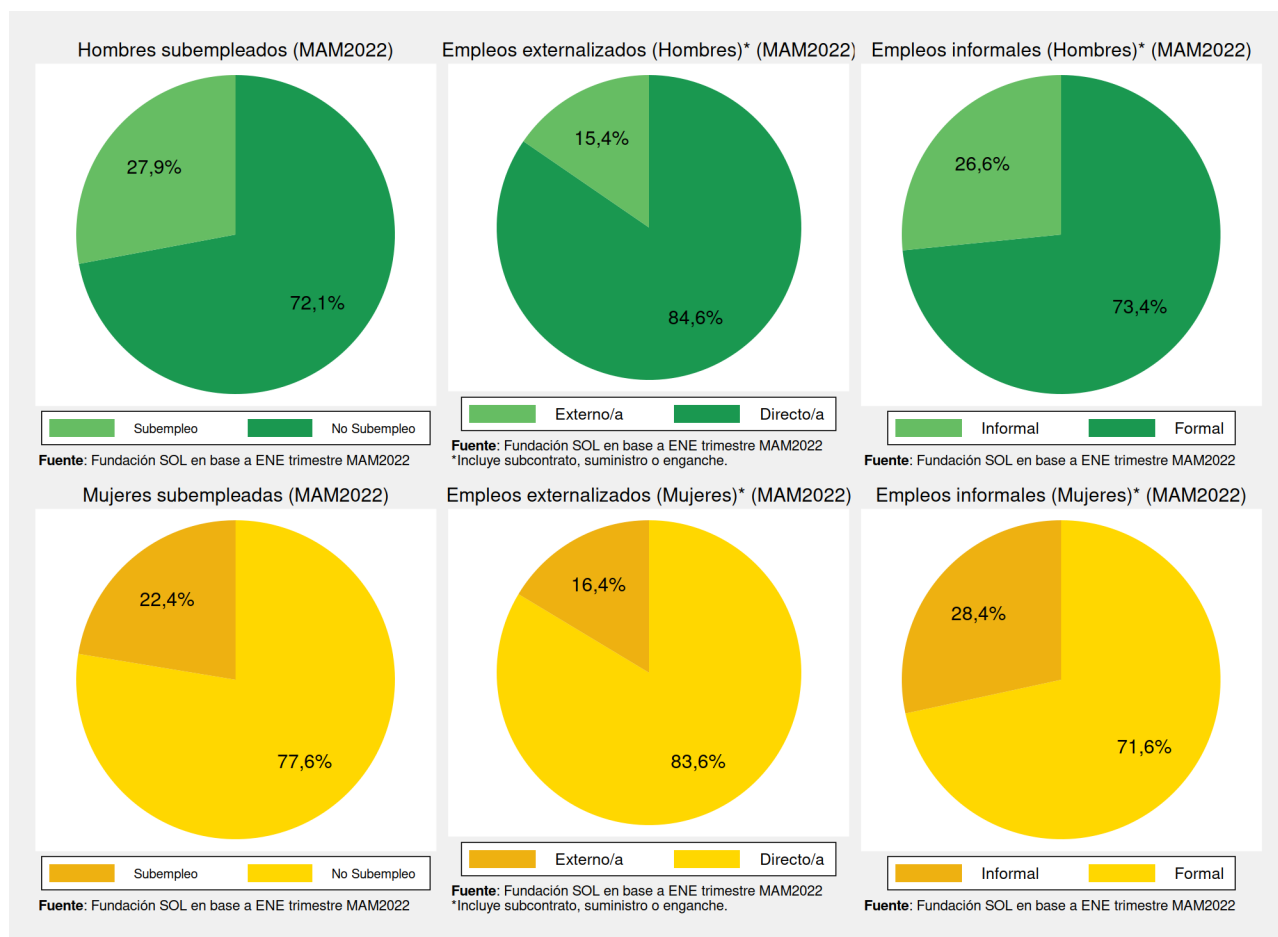 Hombres subempleados (MAM2022)
27,9%
72,1%
Subempleo
No Subempleo
Fuente: Fundación SOL en base a ENE trimestre MAM2022
Empleos externalizados (Hombres)* (MAM2022)
15,4%
84,6%
Externo/a
Directo/a
Fuente: Fundación SOL en base a ENE trimestre MAM2022
*Incluye subcontrato, suministro o enganche.
Empleos informales (Hombres)* (MAM2022)
26,6%
73,4%
Informal
Formal
Fuente: Fundación SOL en base a ENE trimestre MAM2022
Mujeres subempleadas (MAM2022)
22,4%
77,6%
Subempleo
No Subempleo
Fuente: Fundación SOL en base a ENE trimestre MAM2022
Empleos externalizados (Mujeres)* (MAM2022)
16,4%
83,6%
Externo/a
Directo/a
Fuente: Fundación SOL en base a ENE trimestre MAM2022
*Incluye subcontrato, suministro o enganche.
Empleos informales (Mujeres)* (MAM2022)
28,4%
71,6%
Informal
Formal
Fuente: Fundación SOL en base a ENE trimestre MAM2022